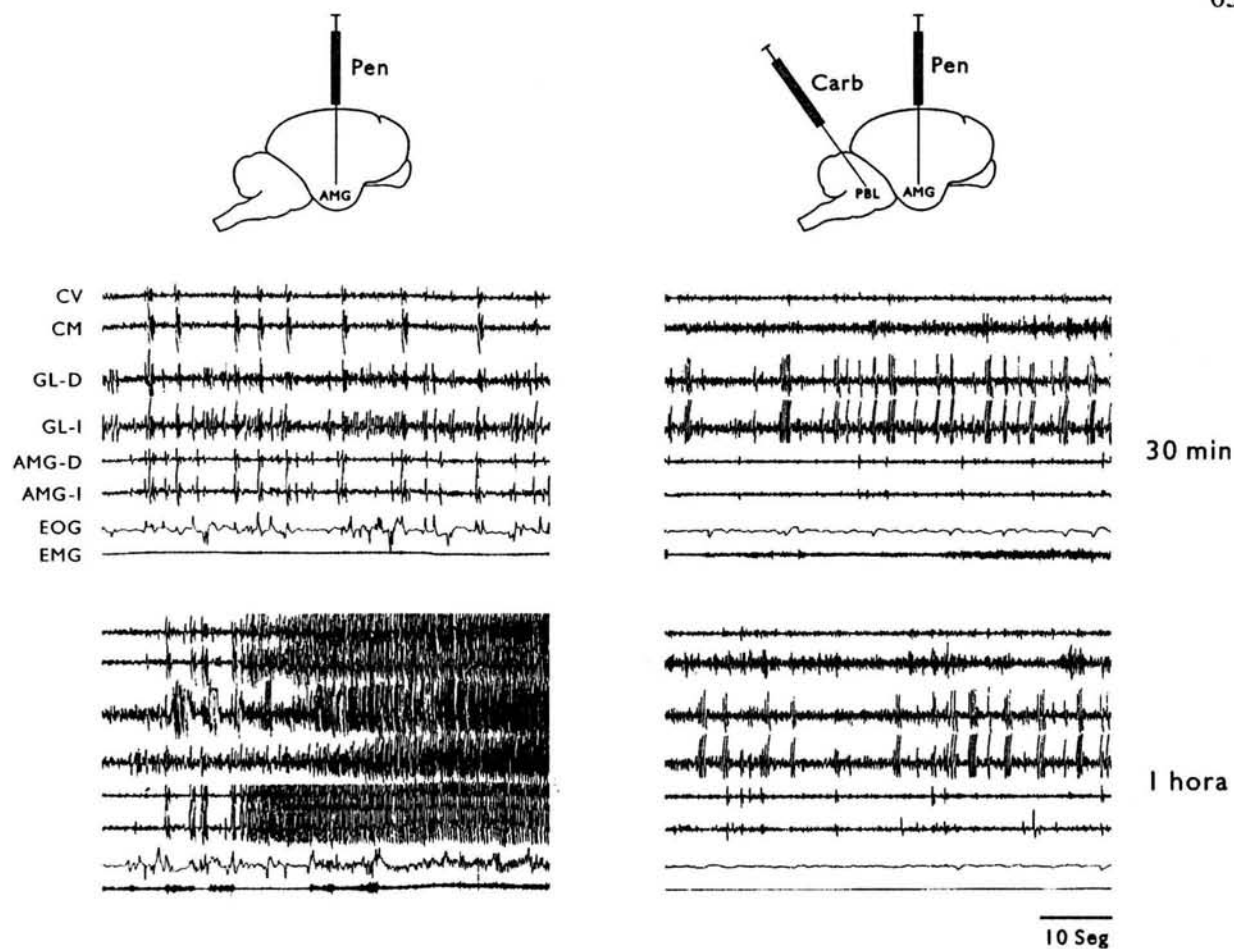 Pen
Carb
Pen
AMG
PBL
AMG
CV
CM
GL-D
GL-I
AMG-D
AMG-I
EOG
EMG
30 min
1 hora
10 Seg